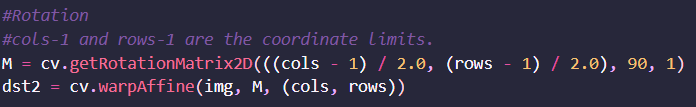 #Rotation
#cols-1 and rows-1 are the coordinate limits.
M = cv.getRotationMatrix2D(((cols - 1) / 2.0, (rows - 1) / 2.0), 90, 1)
dst2 = cv.warpAffine(img, M, (cols, rows))